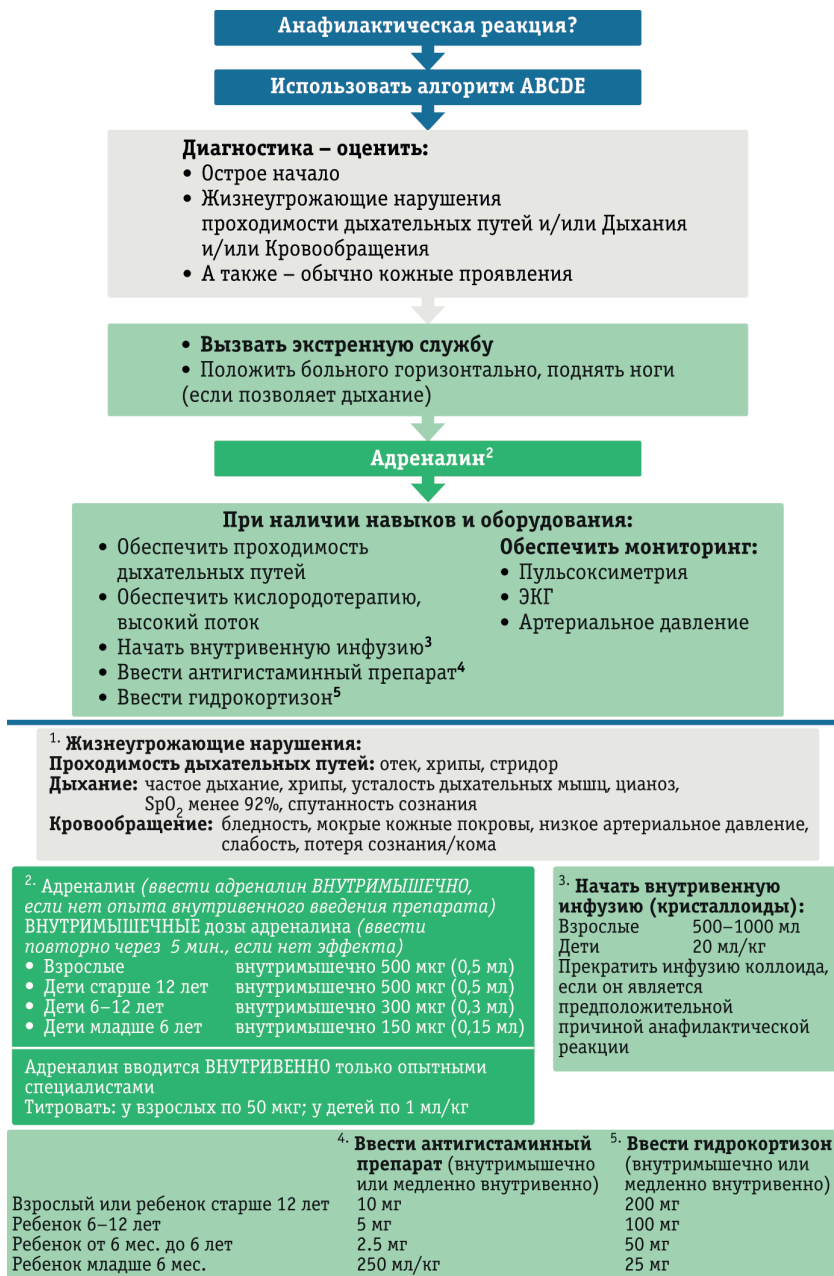 Анафилактическая реакция?
Использовать алгоритм ABCDE
Диагностика – оценить:
• Острое начало
• Жизнеугрожающие нарушения
проходимости дыхательных путей и/или Дыхания
и/или Кровообращения
• А также – обычно кожные проявления
• Вызвать экстренную службу
• Положить больного горизонтально, поднять ноги
(если позволяет дыхание)
Адреналин²
При наличии навыков и оборудования:
• Обеспечить проходимость
дыхательных путей
• Обеспечить кислородотерапию,
высокий поток
• Начать внутривенную инфузию³
• Ввести антигистаминный препарат⁴
• Ввести гидрокортизон⁵
Обеспечить мониторинг:
• Пульсоксиметрия
• ЭКГ
• Артериальное давление
¹· Жизнеугрожающие нарушения:
Проходимость дыхательных путей: отек, хрипы, стридор
Дыхание: частое дыхание, хрипы, усталость дыхательных мышц, цианоз,
SpO₂ менее 92%, спутанность сознания
Кровообращение: бледность, мокрые кожные покровы, низкое артериальное давление,
слабость, потеря сознания/кома
²· Адреналин (ввести адреналин ВНУТРИМЫШЕЧНО,
если нет опыта внутривенного введения препарата)
ВНУТРИМЫШЕЧНЫЕ дозы адреналина (ввести
повторно через 5 мин., если нет эффекта)
• Взрослые внутримышечно 500 мкг (0,5 мл)
• Дети старше 12 лет внутримышечно 500 мкг (0,5 мл)
• Дети 6–12 лет внутримышечно 300 мкг (0,3 мл)
• Дети младше 6 лет внутримышечно 150 мкг (0,15 мл)
Адреналин вводится ВНУТРИВЕННО только опытными
специалистами
Титровать: у взрослых по 50 мкг; у детей по 1 мл/кг
³· Начать внутривенную
инфузию (кристаллоиды):
Взрослые 500–1000 мл
Дети 20 мл/кг
Прекратить инфузию коллоида,
если он является
предположительной
причиной анафилактической
реакции
⁴· Ввести антигистаминный
препарат (внутримышечно
или медленно внутривенно)
⁵· Ввести гидрокортизон
(внутримышечно или
медленно внутривенно)
Взрослый или ребенок старше 12 лет 10 мг 200 мг
Ребенок 6–12 лет 5 мг 100 мг
Ребенок от 6 мес. до 6 лет 2.5 мг 50 мг
Ребенок младше 6 мес. 250 мл/кг 25 мг